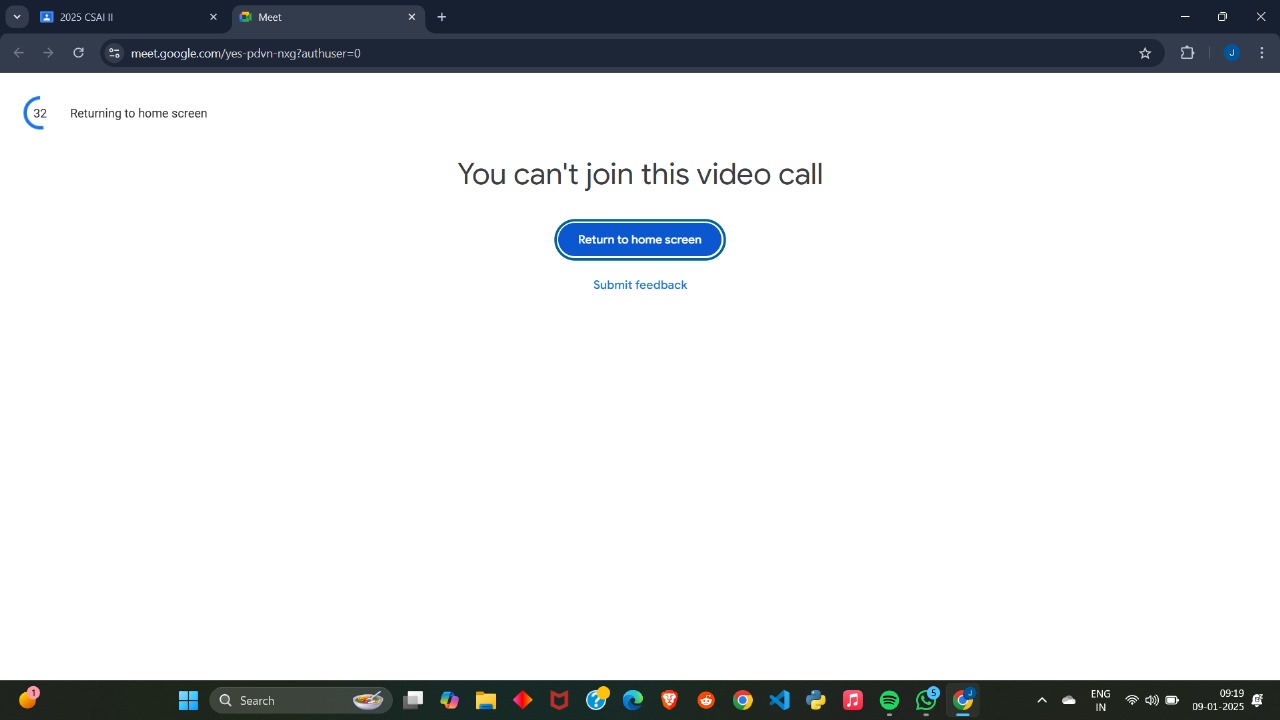 2025 CSAI II
Meet
meet.google.com/yes-pdvn-nxg?authuser=0
J
32
Returning to home screen
You can't join this video call
Return to home screen
Submit feedback
1
Search
5
J
ENG
IN
09:19
09-01-2025